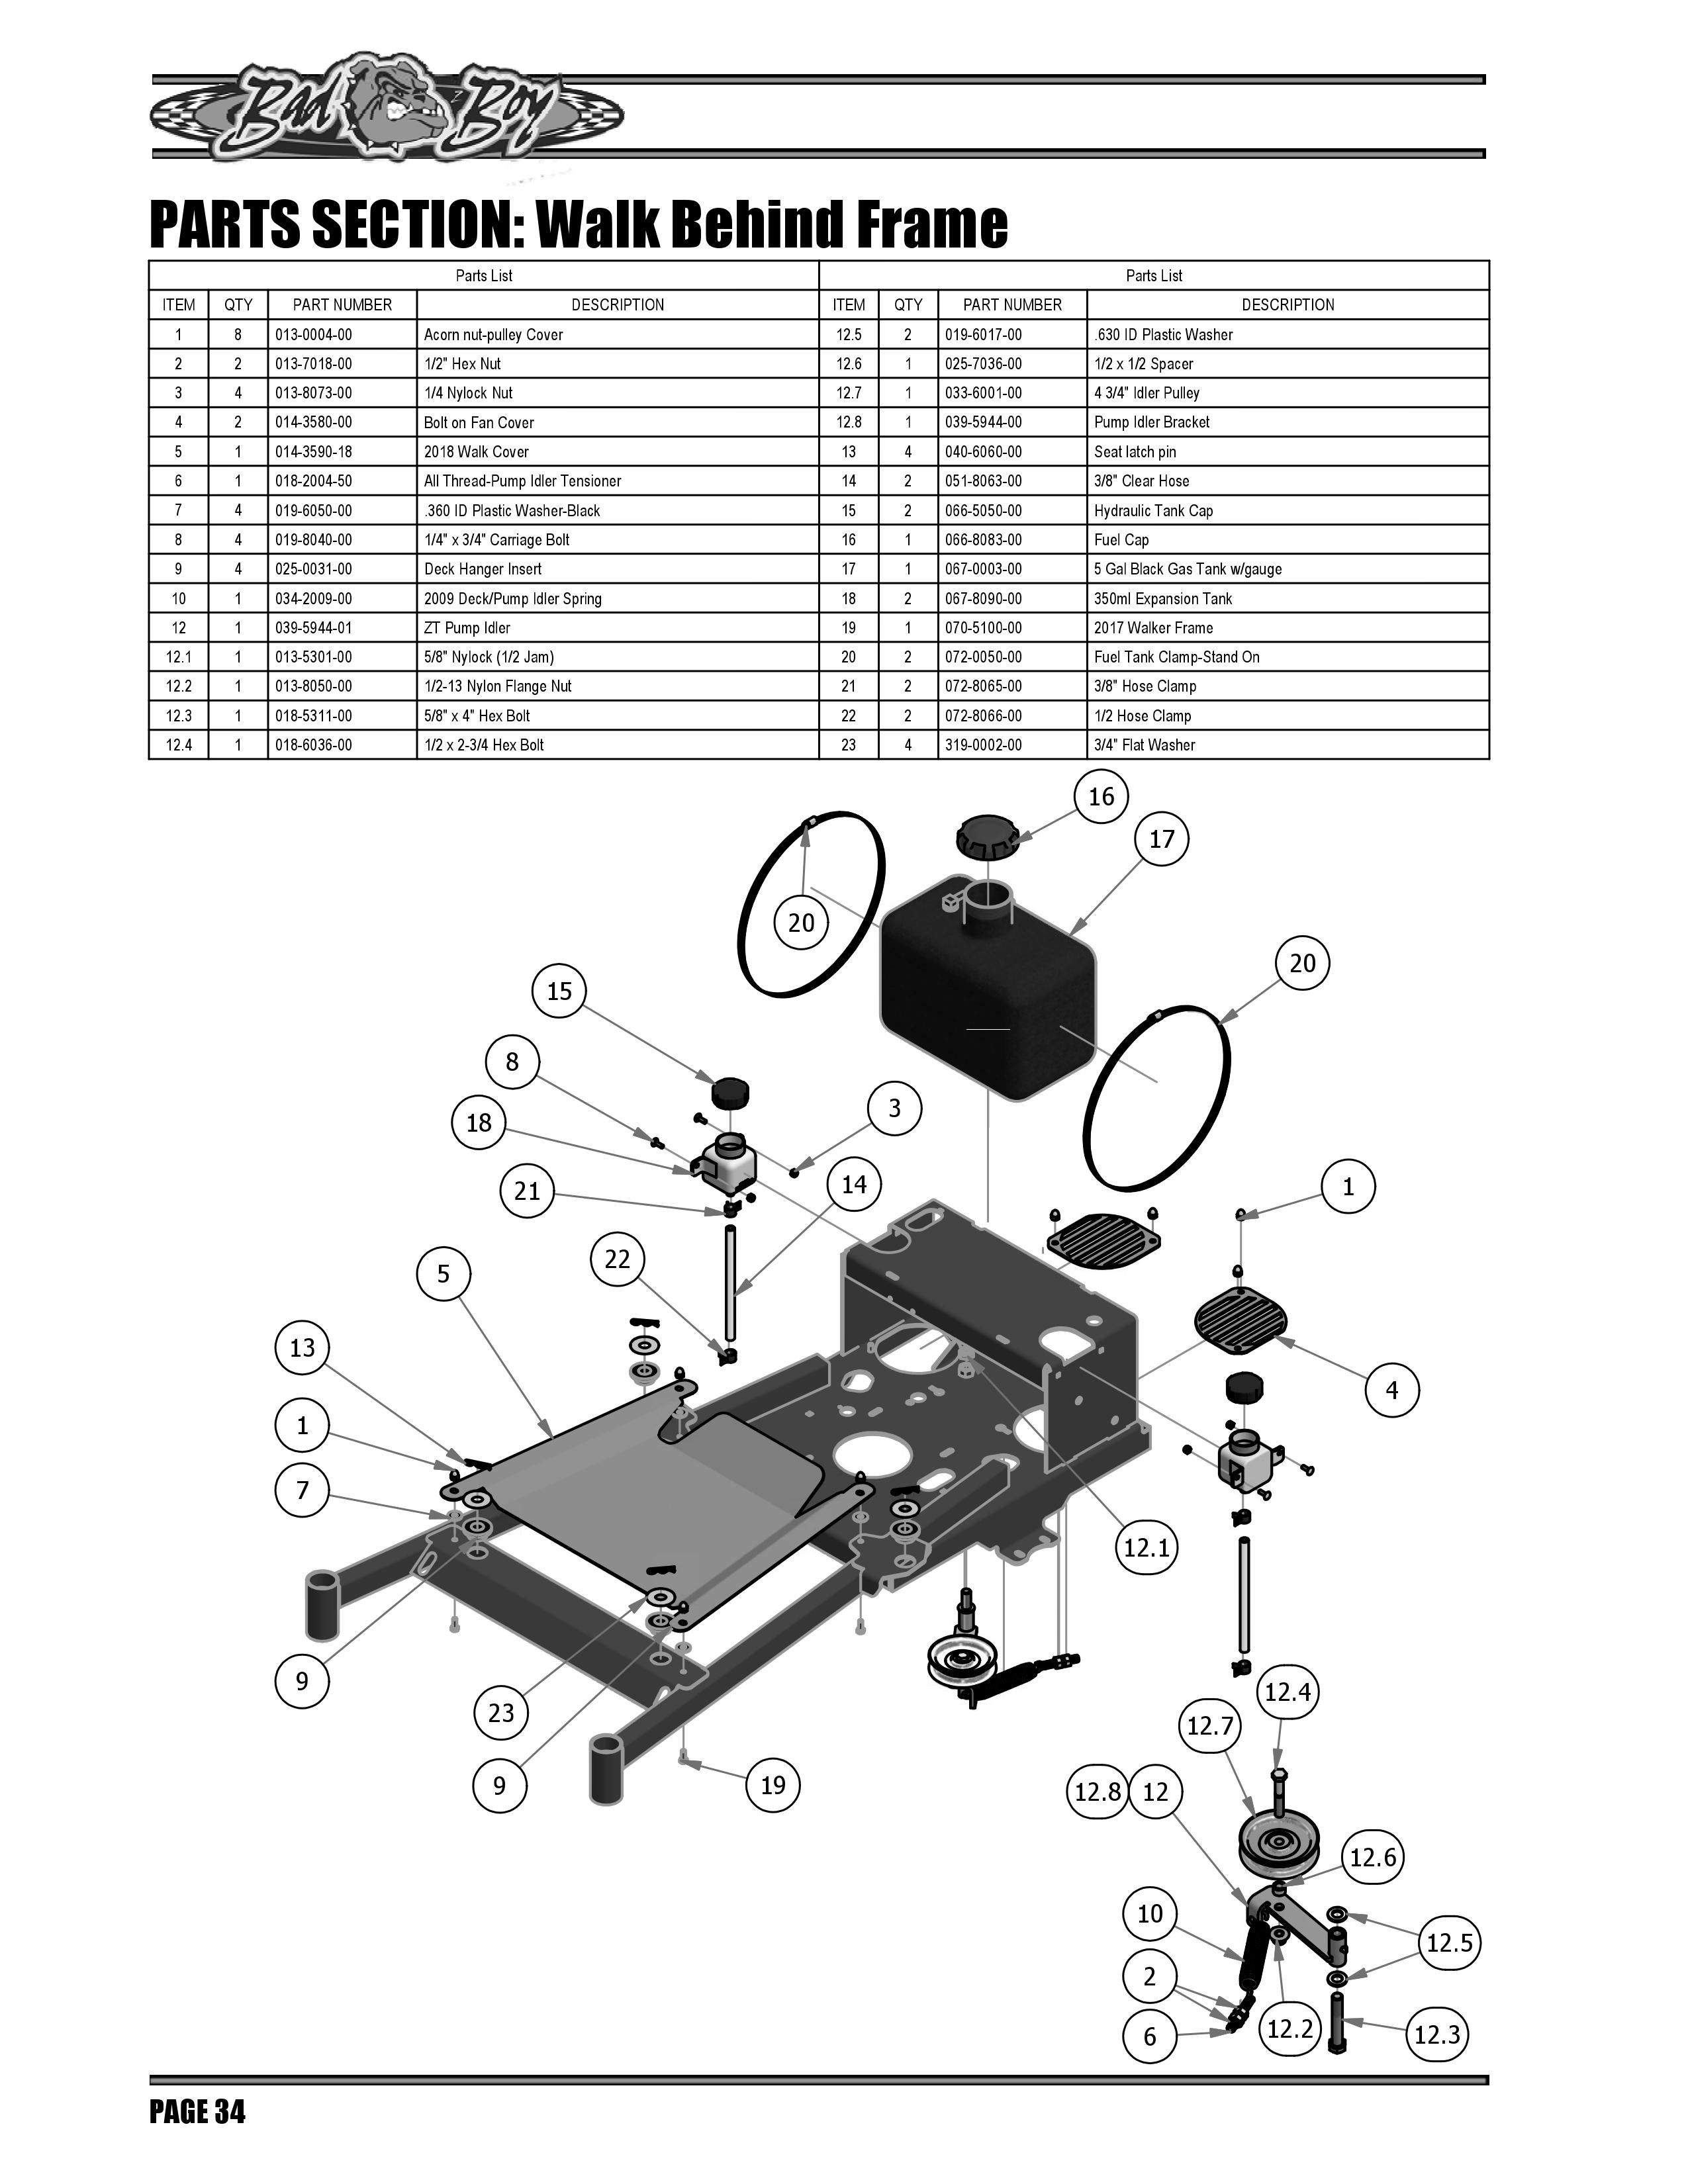 Bad Boy
PARTS SECTION: Walk Behind Frame
Parts List Parts List
ITEM QTY PART NUMBER DESCRIPTION ITEM QTY PART NUMBER DESCRIPTION
1 8 013-0004-00 Acorn nut-pulley Cover 12.5 2 019-6017-00 .630 ID Plastic Washer
2 2 013-7018-00 1/2" Hex Nut 12.6 1 025-7036-00 1/2 x 1/2 Spacer
3 4 013-8073-00 1/4 Nylock Nut 12.7 1 033-6001-00 4 3/4" Idler Pulley
4 2 014-3580-00 Bolt on Fan Cover 12.8 1 039-5944-00 Pump Idler Bracket
5 1 014-3590-18 2018 Walk Cover 13 4 040-6060-00 Seat latch pin
6 1 018-2004-50 All Thread-Pump Idler Tensioner 14 2 051-8063-00 3/8" Clear Hose
7 4 019-6050-00 .360 ID Plastic Washer-Black 15 2 066-5050-00 Hydraulic Tank Cap
8 4 019-8040-00 1/4" x 3/4" Carriage Bolt 16 1 066-8083-00 Fuel Cap
9 4 025-0031-00 Deck Hanger Insert 17 1 067-0003-00 5 Gal Black Gas Tank w/gauge
10 1 034-2009-00 2009 Deck/Pump Idler Spring 18 2 067-8090-00 350ml Expansion Tank
12 1 039-5944-01 ZT Pump Idler 19 1 070-5100-00 2017 Walker Frame
12.1 1 013-5301-00 5/8" Nylock (1/2 Jam) 20 2 072-0050-00 Fuel Tank Clamp-Stand On
12.2 1 013-8050-00 1/2-13 Nylon Flange Nut 21 2 072-8065-00 3/8" Hose Clamp
12.3 1 018-5311-00 5/8" x 4" Hex Bolt 22 2 072-8066-00 1/2 Hose Clamp
12.4 1 018-6036-00 1/2 x 2-3/4 Hex Bolt 23 4 319-0002-00 3/4" Flat Washer
16
17
20
20
15
8
3
18
14
21
1
22
5
13
4
1
7
12.1
9
12.4
23
12.7
9
19
12.8 12
12.6
10
12.5
2
12.2
12.3
6
PAGE 34